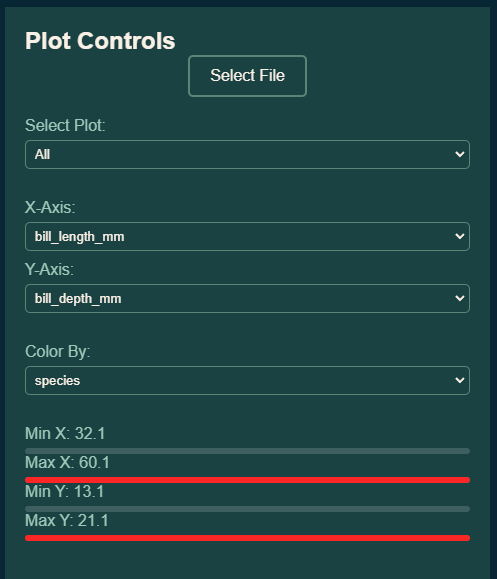 Plot Controls
Select File
Select Plot:
All
X-Axis:
bill_length_mm
Y-Axis:
bill_depth_mm
Color By:
species
Min X: 32.1
Max X: 60.1
Min Y: 13.1
Max Y: 21.1